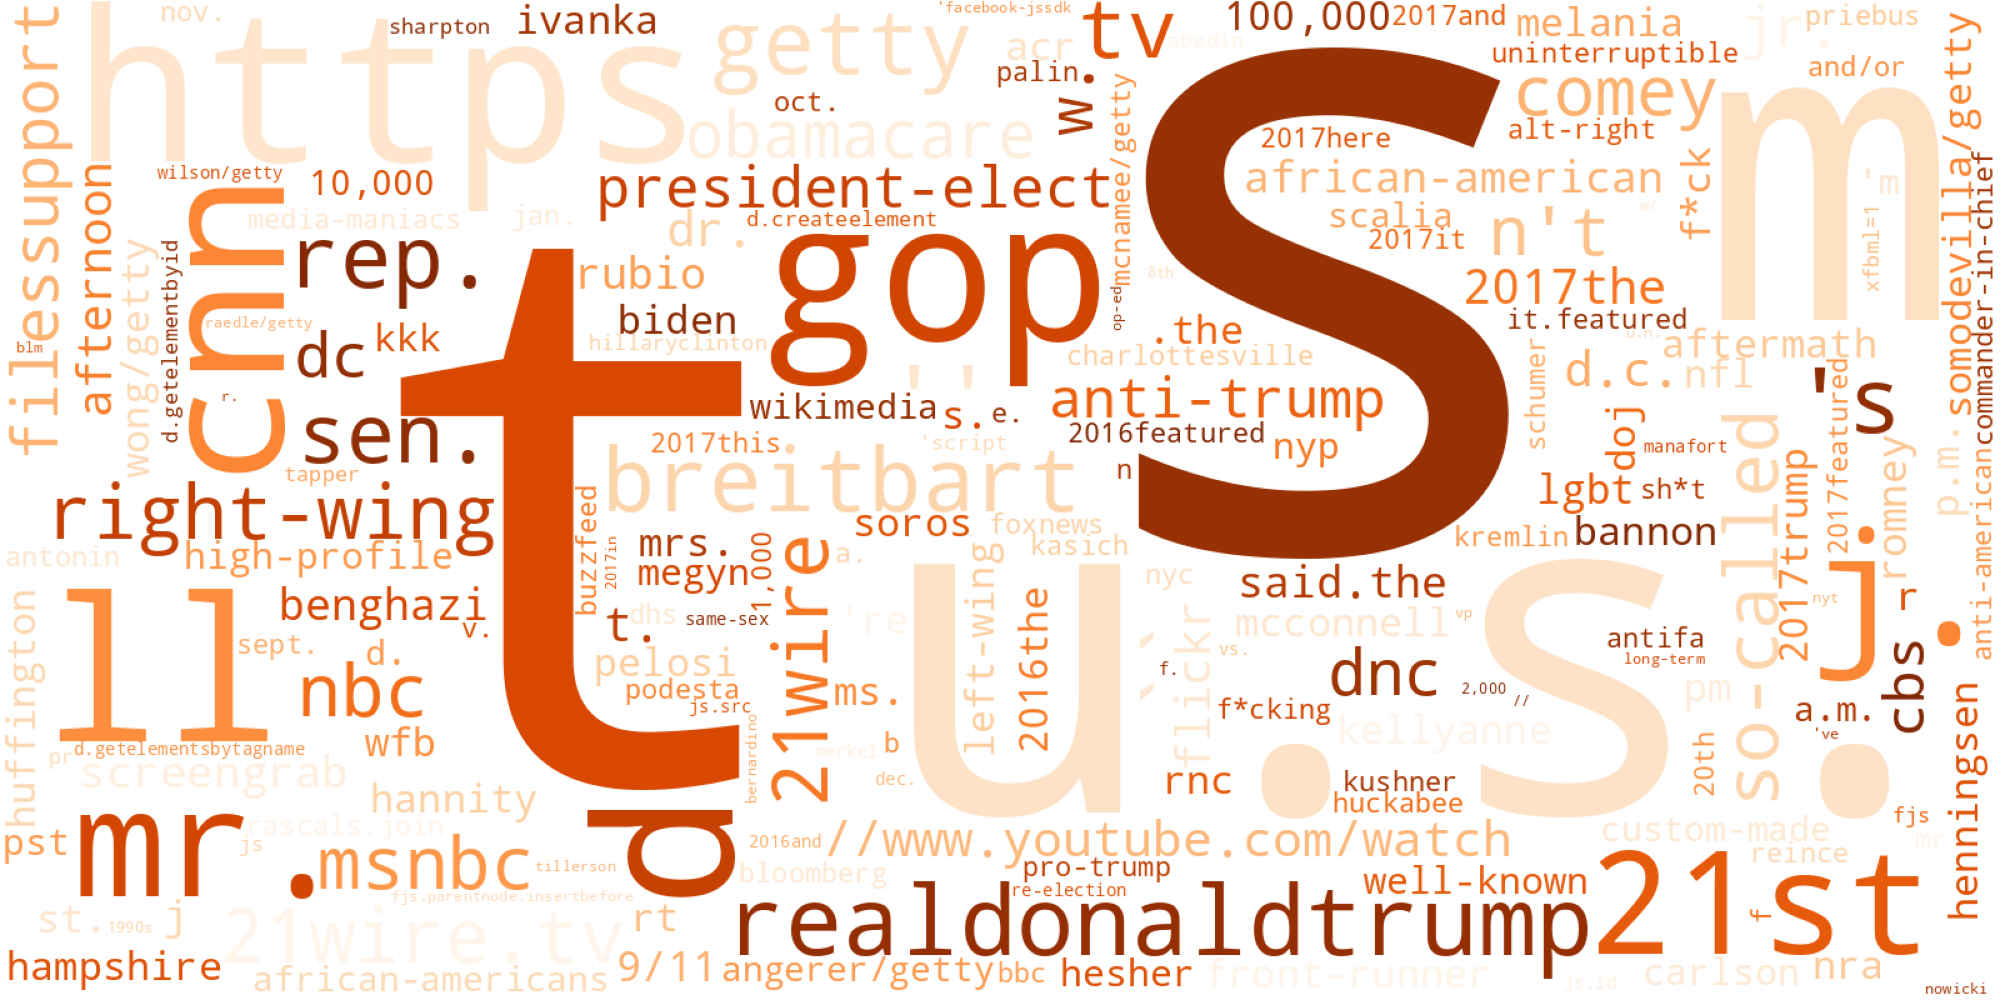 nov.
sharpton
ivanka
'facebook-jssdk
100,000
2017and
melania
jr.
priebus
https
getty
acr
tv
abedin
uninterruptible
and/or
filessupport
palin
w.
comey
m
somodevilla/getty
oct.
obamacare
mcnamee/getty
s
2017here
alt-right
f*ck
wilson/getty
10,000
president-elect
african-american
'm
commander-in-chief
afternoon
cnn
media-maniacs
jan.
dr.
d.createelement
scalia
w/
n't
2017it
wong/getty
d.getelementbyid
rep.
t
rubio
gop
8th
2017the
xfbml=1
raedle/getty
biden
op-ed
it.featured
blm
dc
kkk
hillaryclinton
''
.the
charlottesville
schumer
u.n.
aftermath
r.
sen.
wikimedia
s.
e.
anti-trump
d.c.
nfl
's
2017this
'script
2016featured
nyp
doj
manafort
2017featured
tapper
breitbart
n
so-called
romney
p.m.
right-wing
buzzfeed
soros
foxnews
lgbt
sh*t
2017trump
antonin
high-profile
2017in
mrs.
1,000
21wire
a.
kasich
kremlin
bannon
j.
anti-american
megyn
u.s.
nyc
said.the
huffington
ll
benghazi
v.
dhs
same-sex
're
left-wing
2016the
mcconnell
vp
nyt
r
sept.
d.
t.
pelosi
``
flickr
vs.
antifa
long-term
cbs
nbc
podesta
js.src
ms.
f.
dnc
2,000
//
pm
a.m.
've
wfb
bernardino
merkel
b
f*cking
kellyanne
20th
henningsen
d.getelementsbytagname
pr
screengrab
dec.
rnc
kushner
huckabee
hannity
d
pst
mr.
rascals.join
js
2016and
//www.youtube.com/watch
custom-made
fjs
mr
msnbc
tillerson
bloomberg
pro-trump
reince
fjs.parentnode.insertbefore
re-election
well-known
st.
1990s
j
21wire.tv
rt
realdonaldtrump
21st
f
hampshire
african-americans
9/11
angerer/getty
bbc
hesher
front-runner
js.id
carlson
nra
nowicki